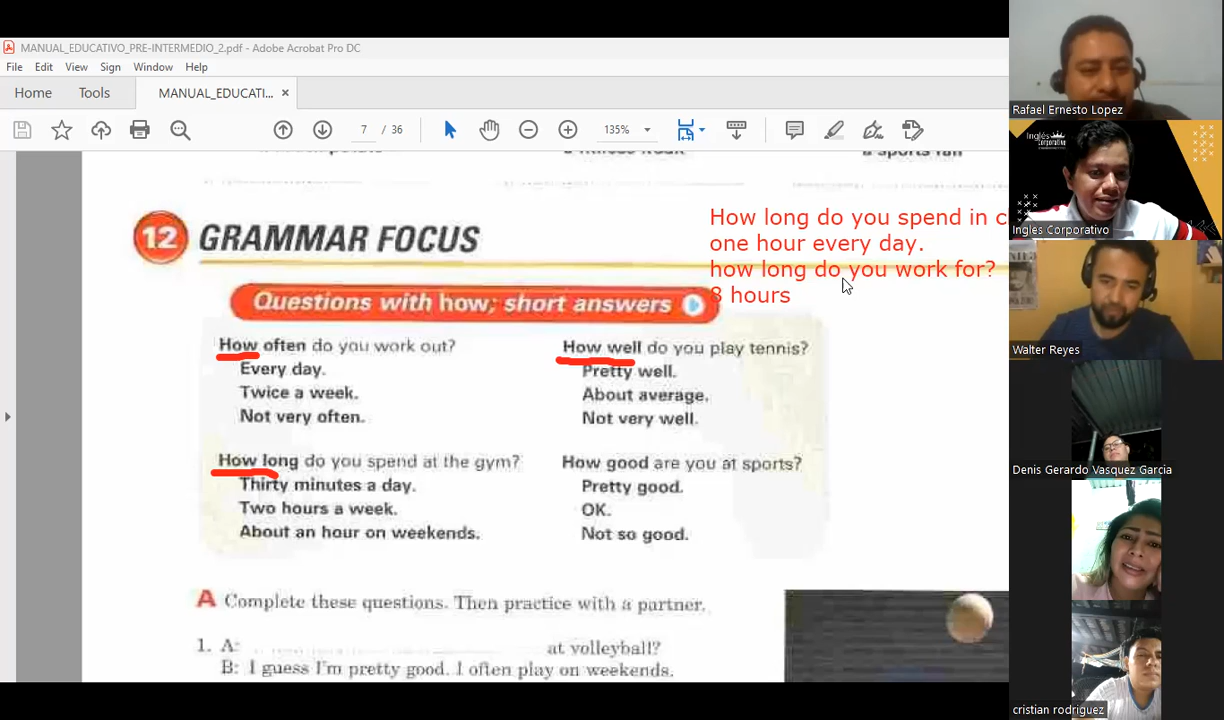 MANUAL_EDUCATIVO_PRE-INTERMEDIO_2.pdf - Adobe Acrobat Pro DC
File Edit View Sign Window Help
Home Tools MANUAL_EDUCATI... ×
7 / 36 135%
a sports fan
12 GRAMMAR FOCUS
How long do you spend in c
one hour every day.
how long do you work for?
8 hours
Questions with how; short answers
How often do you work out?
Every day.
Twice a week.
Not very often.
How long do you spend at the gym?
Thirty minutes a day.
Two hours a week.
About an hour on weekends.
How well do you play tennis?
Pretty well.
About average.
Not very well.
How good are you at sports?
Pretty good.
OK.
Not so good.
A Complete these questions. Then practice with a partner.
1. A: at volleyball?
B: I guess I'm pretty good. I often play on weekends.
Rafael Ernesto Lopez
Inglés
Corporativo
Ingles Corporativo
Walter Reyes
Denis Gerardo Vasquez Garcia
cristian rodriguez